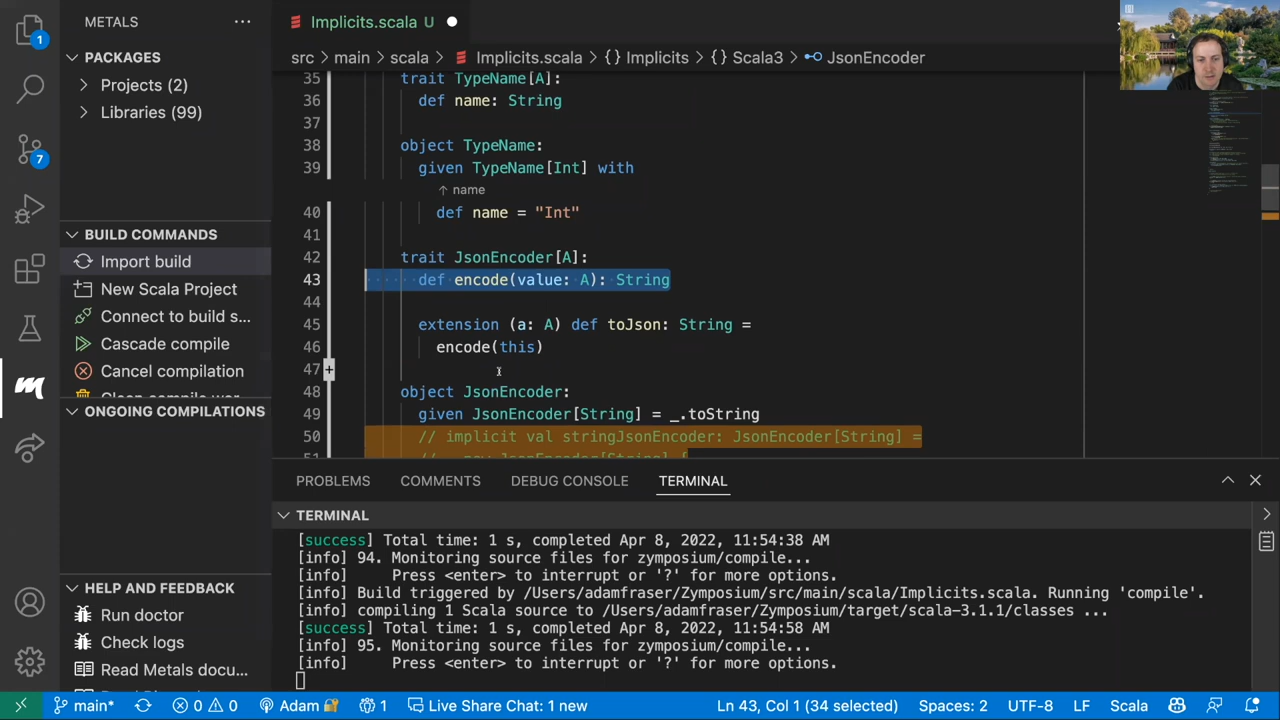 METALS
Implicits.scala U
src > main > scala > Implicits.scala > {} Implicits > {} Scala3 > JsonEncoder
1
7
PACKAGES
Projects (2)
Libraries (99)
BUILD COMMANDS
Import build
New Scala Project
Connect to build s...
Cascade compile
Cancel compilation
ONGOING COMPILATIONS
HELP AND FEEDBACK
Run doctor
Check logs
Read Metals docu...
35 trait TypeName[A]:
36 def name: String
37
38 object TypeName:
39 given TypeName[Int] with
↑ name
40 def name = "Int"
41
42 trait JsonEncoder[A]:
43 def encode(value: A): String
44
45 extension (a: A) def toJson: String =
46 encode(this)
47
48 object JsonEncoder:
49 given JsonEncoder[String] = _.toString
50 // implicit val stringJsonEncoder: JsonEncoder[String] =
PROBLEMS COMMENTS DEBUG CONSOLE TERMINAL
TERMINAL
[success] Total time: 1 s, completed Apr 8, 2022, 11:54:38 AM
[info] 94. Monitoring source files for zymposium/compile...
[info] Press <enter> to interrupt or '?' for more options.
[info] Build triggered by /Users/adamfraser/Zymposium/src/main/scala/Implicits.scala. Running 'compile'.
[info] compiling 1 Scala source to /Users/adamfraser/Zymposium/target/scala-3.1.1/classes ...
[success] Total time: 1 s, completed Apr 8, 2022, 11:54:58 AM
[info] 95. Monitoring source files for zymposium/compile...
[info] Press <enter> to interrupt or '?' for more options.
main* 0 0 Adam 1 Live Share Chat: 1 new Ln 43, Col 1 (34 selected) Spaces: 2 UTF-8 LF Scala